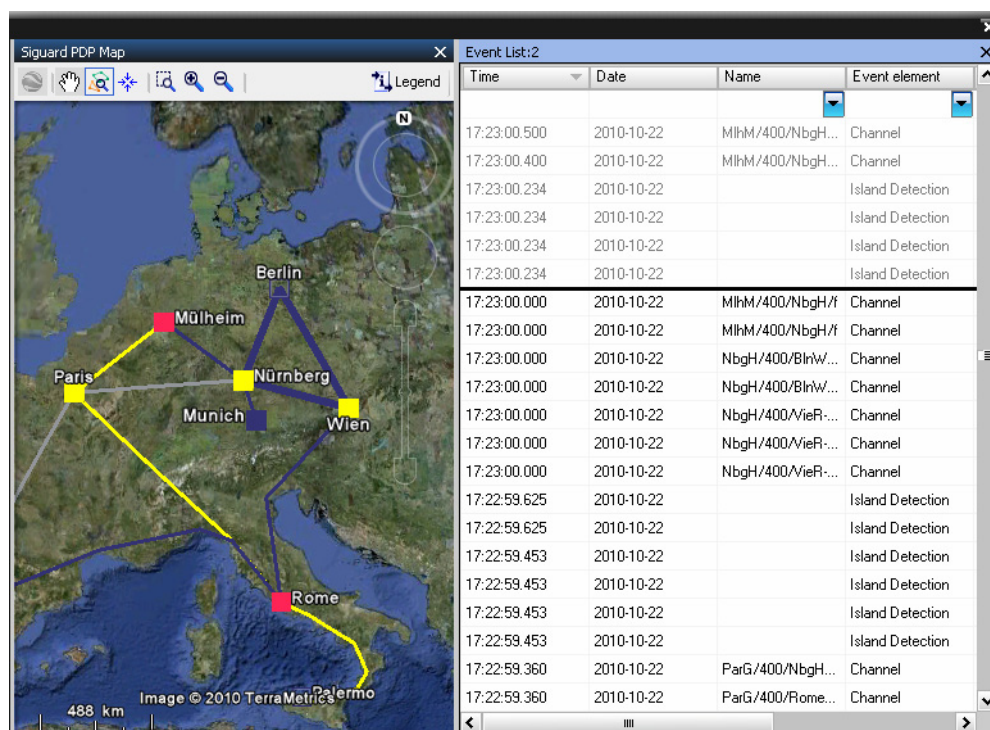 Siguard PDP Map
Legend
N
Berlin
Mülheim
Paris
Nürnberg
Munich
Wien
Rome
Palermo
Image © 2010 TerraMetrics
488 km
Event List:2
Time Date Name Event element
17:23:00.500 2010-10-22 MlhM/400/NbgH... Channel
17:23:00.400 2010-10-22 MlhM/400/NbgH... Channel
17:23:00.234 2010-10-22 Island Detection
17:23:00.234 2010-10-22 Island Detection
17:23:00.234 2010-10-22 Island Detection
17:23:00.234 2010-10-22 Island Detection
17:23:00.000 2010-10-22 MlhM/400/NbgH/f Channel
17:23:00.000 2010-10-22 MlhM/400/NbgH/f Channel
17:23:00.000 2010-10-22 NbgH/400/BlnW... Channel
17:23:00.000 2010-10-22 NbgH/400/BlnW... Channel
17:23:00.000 2010-10-22 NbgH/400/VieR-... Channel
17:23:00.000 2010-10-22 NbgH/400/VieR-... Channel
17:23:00.000 2010-10-22 NbgH/400/VieR-... Channel
17:22:59.625 2010-10-22 Island Detection
17:22:59.625 2010-10-22 Island Detection
17:22:59.453 2010-10-22 Island Detection
17:22:59.453 2010-10-22 Island Detection
17:22:59.453 2010-10-22 Island Detection
17:22:59.453 2010-10-22 Island Detection
17:22:59.360 2010-10-22 ParG/400/NbgH... Channel
17:22:59.360 2010-10-22 ParG/400/Rome... Channel